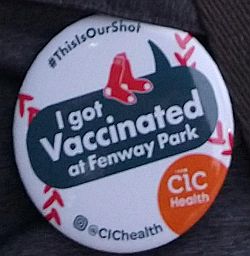 #ThisIsOurShot
I got
Vaccinated
at Fenway Park
CIC
Health
@CIChealth